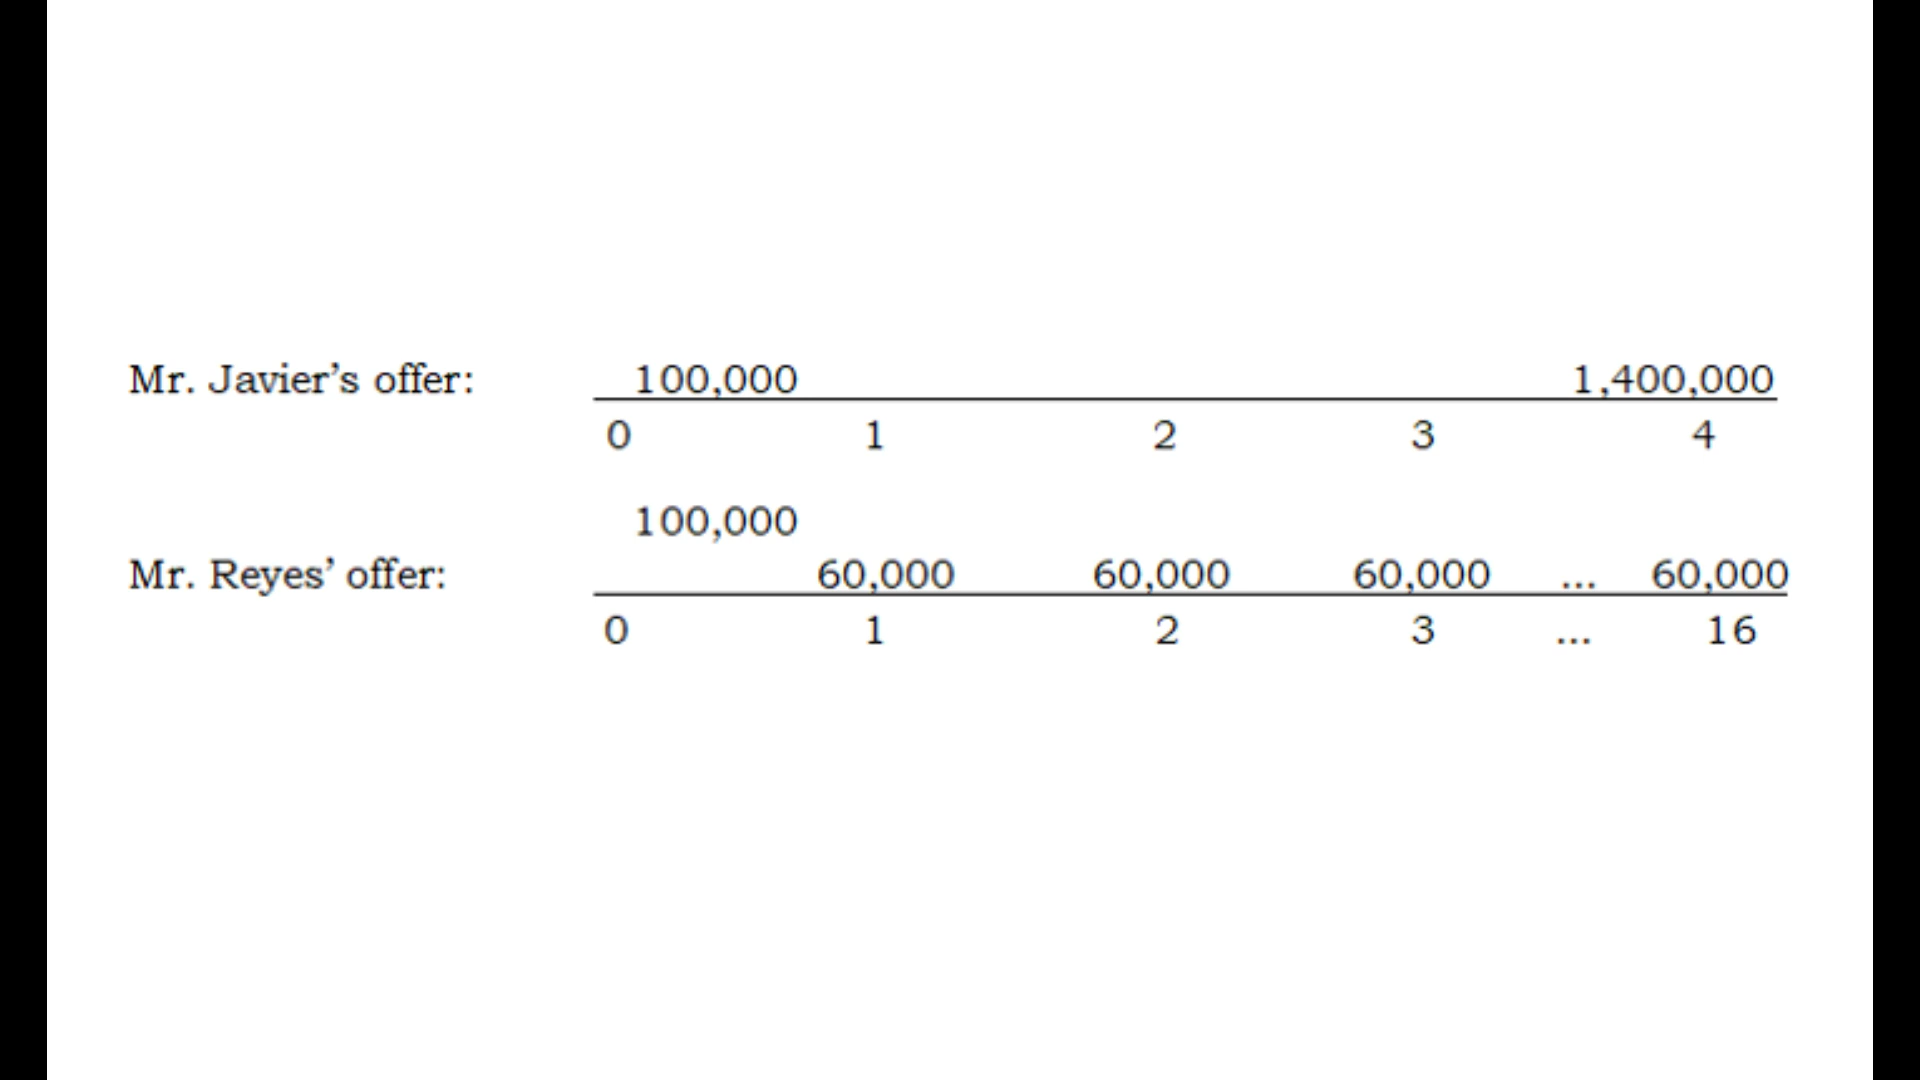 Mr. Javier’s offer: 100,000 1,400,000
0 1 2 3 4
100,000
Mr. Reyes’ offer: 60,000 60,000 60,000 ... 60,000
0 1 2 3 ... 16